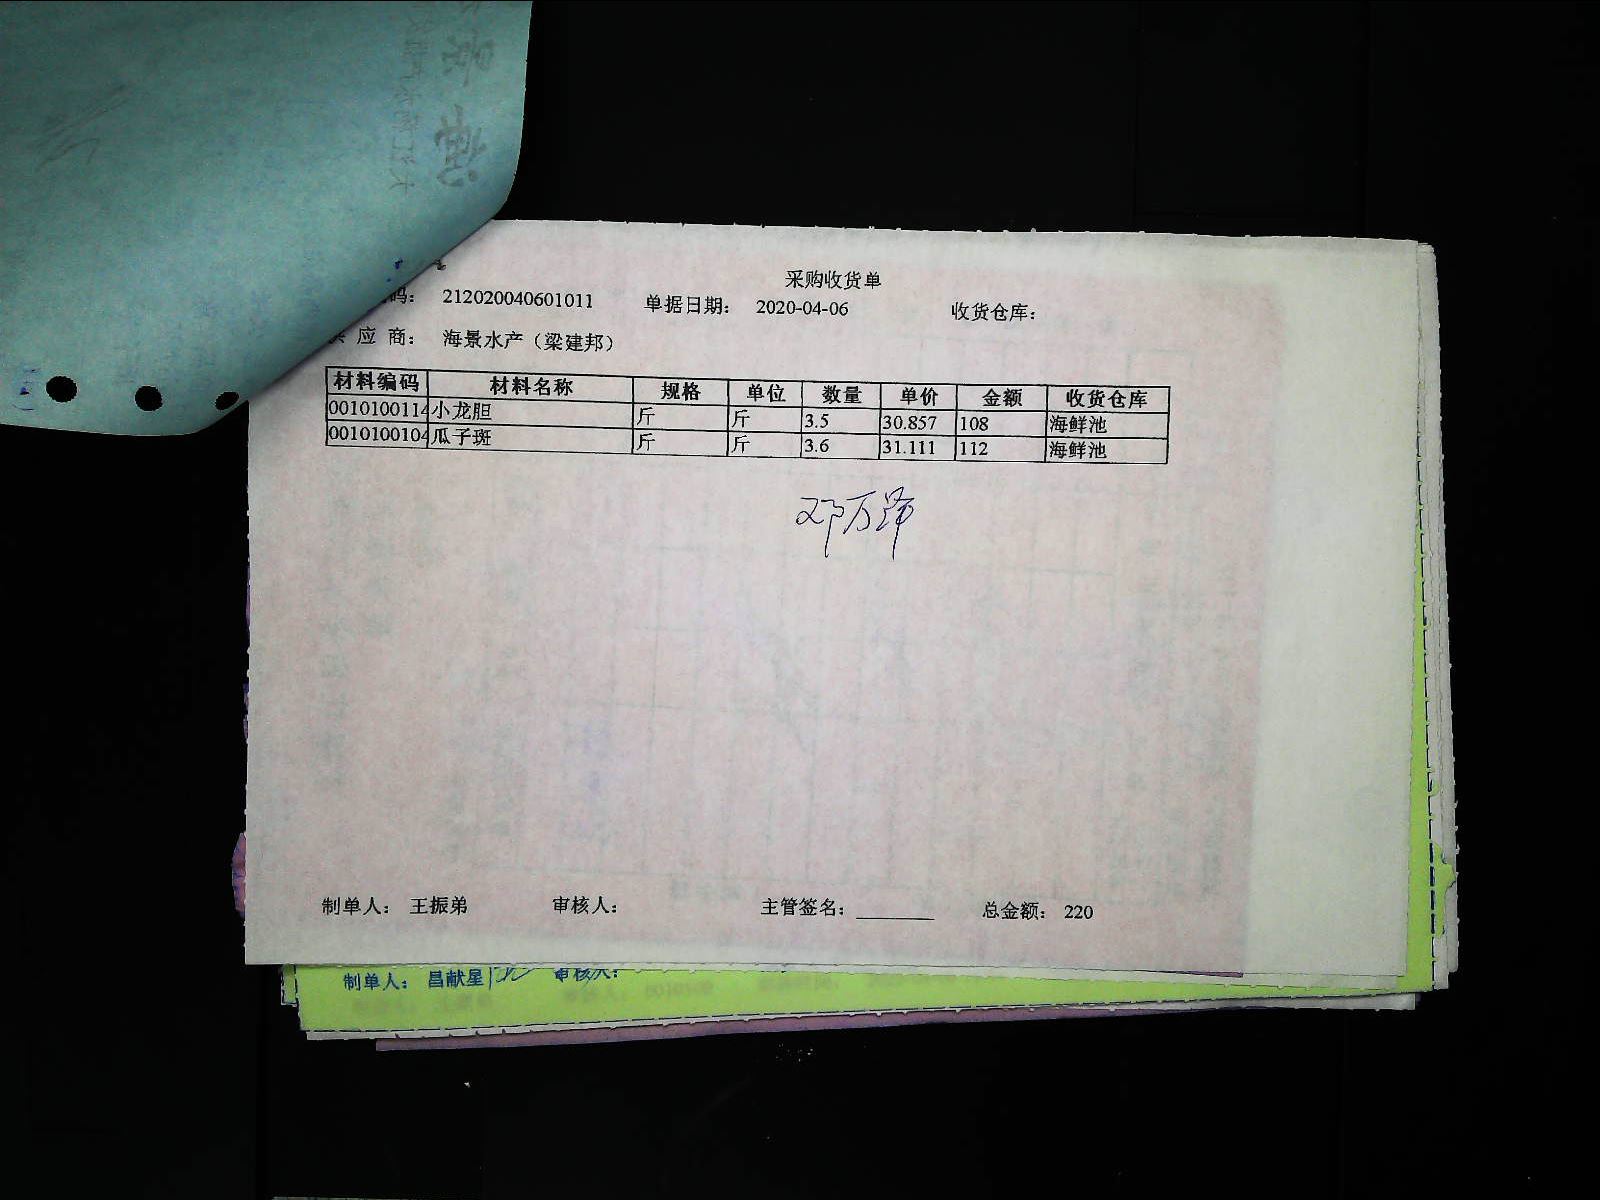 采购收货单
码： 212020040601011 单据日期： 2020-04-06 收货仓库：
应 商： 海景水产（梁建邦）
材料编码 材料名称 规格 单位 数量 单价 金额 收货仓库
0010100114 小龙胆 斤 斤 3.5 30.857 108 海鲜池
0010100104 瓜子斑 斤 斤 3.6 31.111 112 海鲜池
制单人： 王振弟 审核人： 主管签名： 总金额： 220
制单人： 昌献星 审核人：